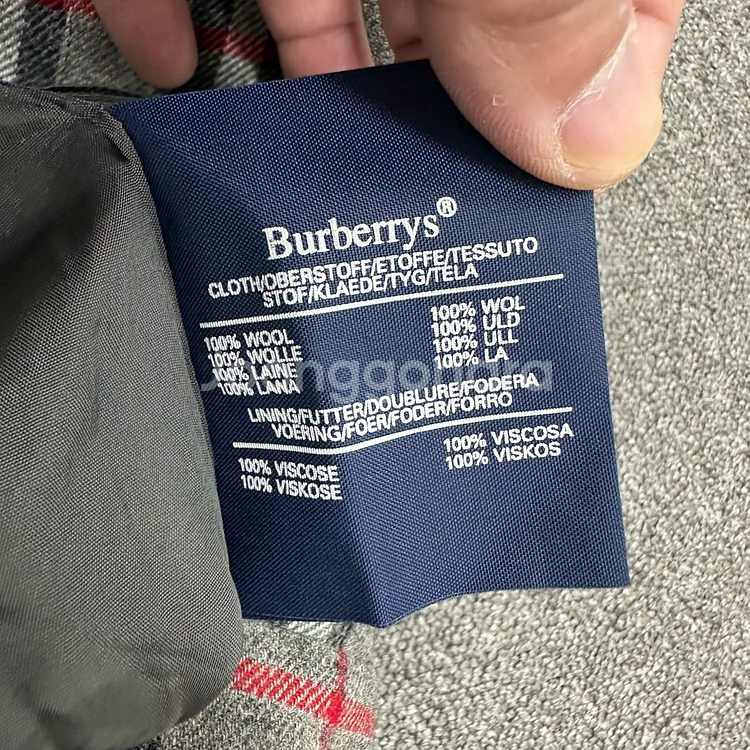 Burberrys®
CLOTH/OBERSTOFF/ETOFFE/TESSUTO
STOF/KLAEDE/TYG/TELA
100% WOOL
100% WOLLE
100% LAINE
100% LANA
100% WOL
100% ULD
100% ULL
100% LA
LINING/FUTTER/DOUBLURE/FODERA
VOERING/FOER/FODER/FORRO
100% VISCOSE
100% VISKOSE
100% VISCOSA
100% VISKOS